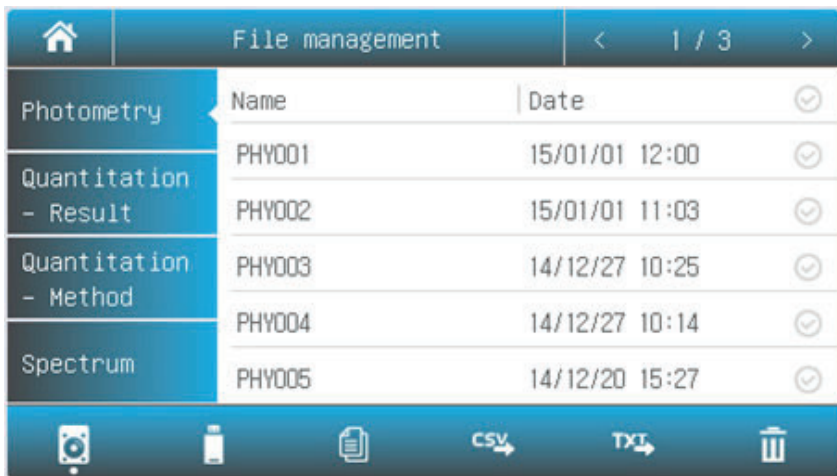 File management < 1 / 3 >
Photometry
Quantitation
- Result
Quantitation
- Method
Spectrum
Name Date
PHY001 15/01/01 12:00
PHY002 15/01/01 11:03
PHY003 14/12/27 10:25
PHY004 14/12/27 10:14
PHY005 14/12/20 15:27
CSV TXT